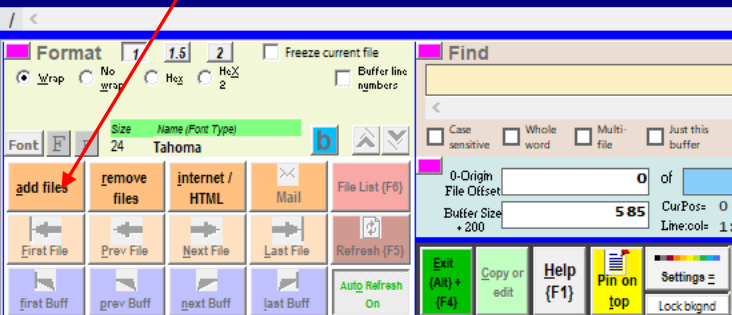 / <
Format 1 1.5 2 Freeze current file
Wrap No wrap Hex HeX 2 Buffer line numbers
Size Name (Font Type)
Font F 24 Tahoma b
add files remove files internet / HTML Mail File List {F6}
First File Prev File Next File Last File Refresh {F5}
first Buff prev Buff next Buff last Buff Auto Refresh On
Find
<
Case sensitive Whole word Multi-file Just this buffer
0-Origin File Offset 0 of
Buffer Size + 200 585 CurPos= 0
Line:col=
Exit {Alt} + {F4} Copy or edit Help {F1} Pin on top Settings =
Lock bkgnd